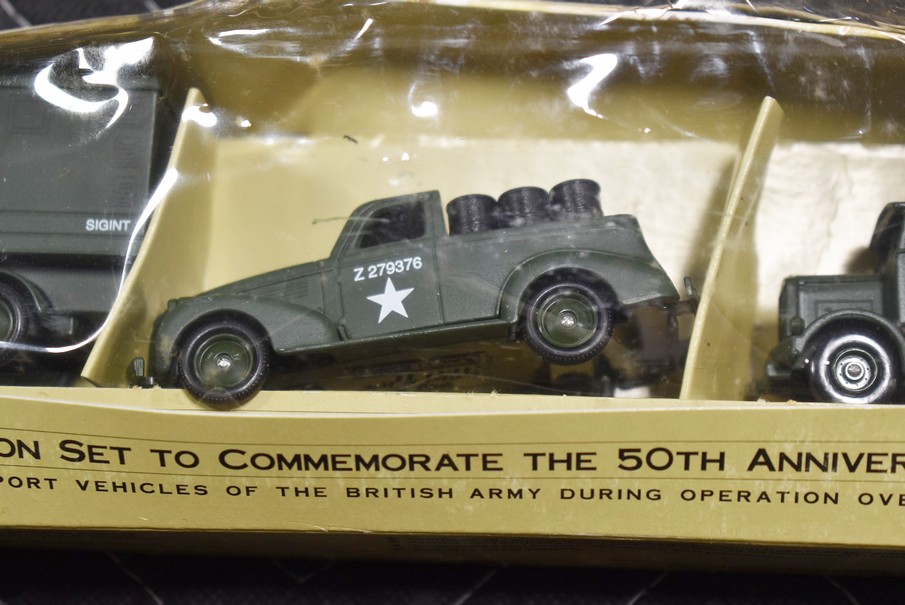 SIGINT
Z 279376
ON SET TO COMMEMORATE THE 50TH ANNIVER
PORT VEHICLES OF THE BRITISH ARMY DURING OPERATION OVE